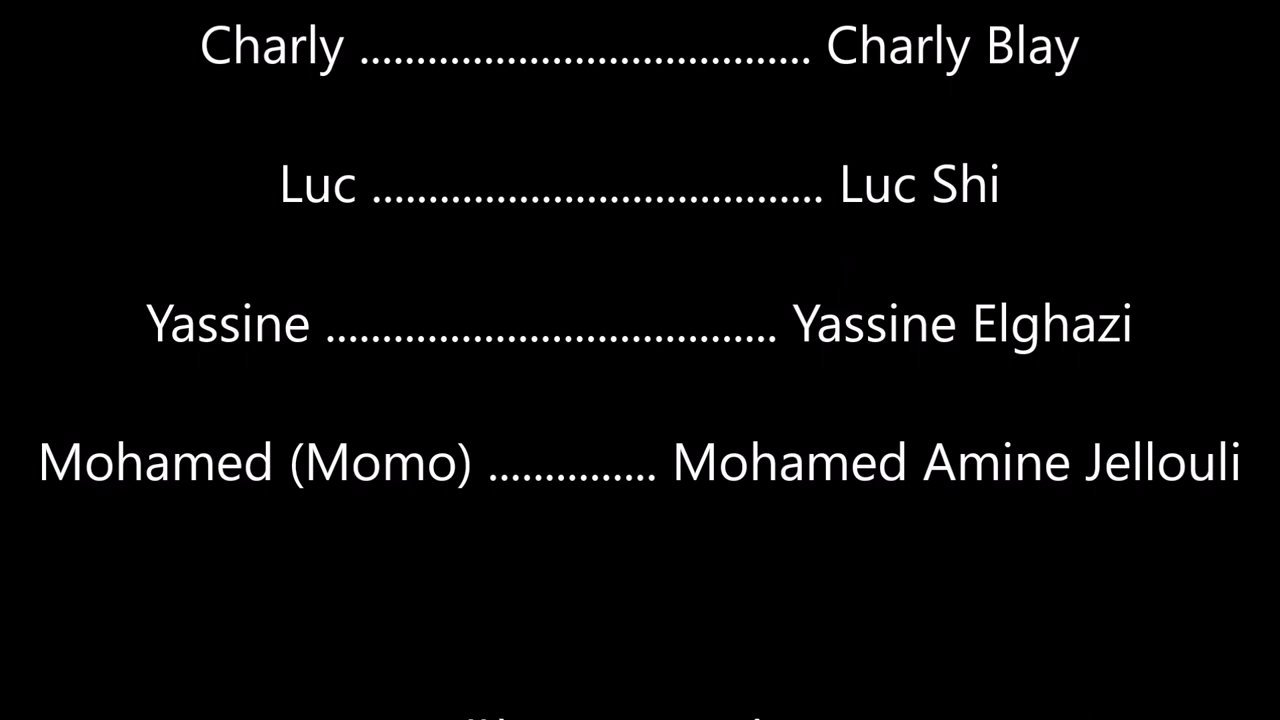 Charly ........................................ Charly Blay
Luc ........................................ Luc Shi
Yassine ........................................ Yassine Elghazi
Mohamed (Momo) ............... Mohamed Amine Jellouli